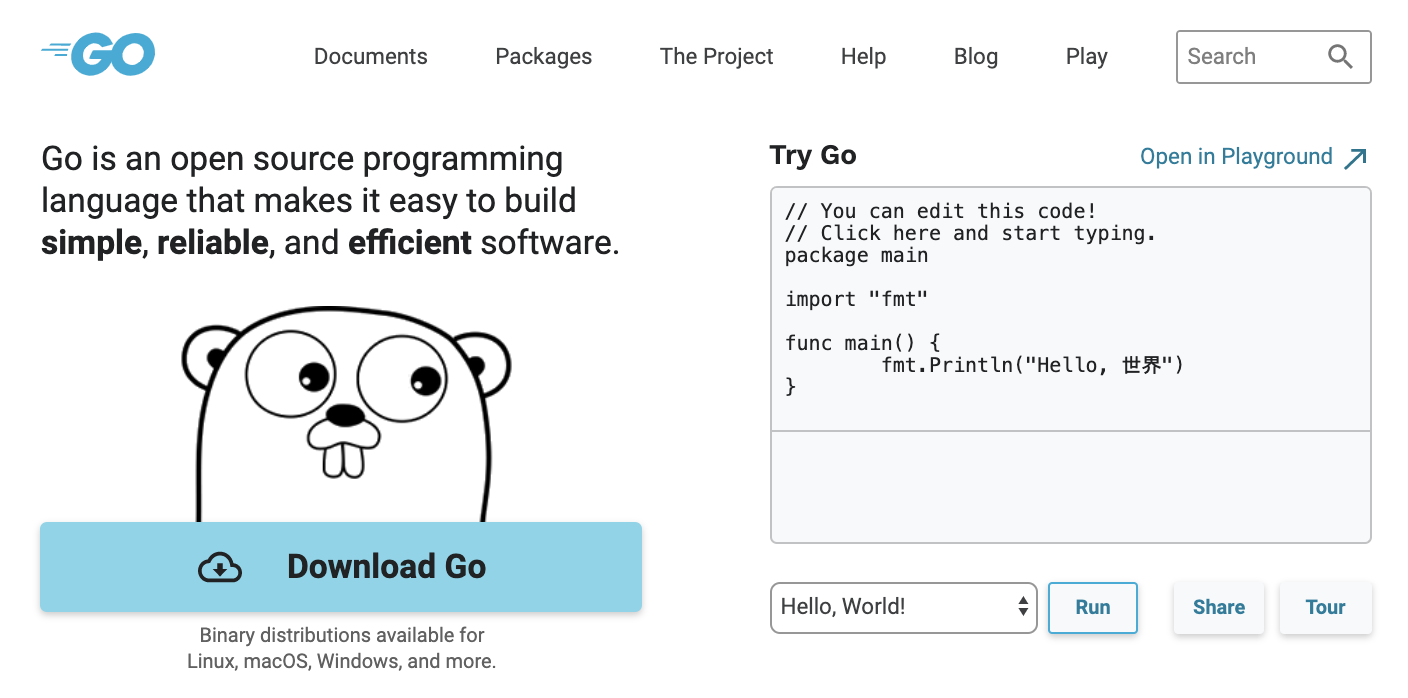 GO
Documents
Packages
The Project
Help
Blog
Play
Search
Go is an open source programming
language that makes it easy to build
simple, reliable, and efficient software.
Download Go
Binary distributions available for
Linux, macOS, Windows, and more.
Try Go
Open in Playground
// You can edit this code!
// Click here and start typing.
package main

import "fmt"

func main() {
	fmt.Println("Hello, 世界")
}
Hello, World!
Run
Share
Tour